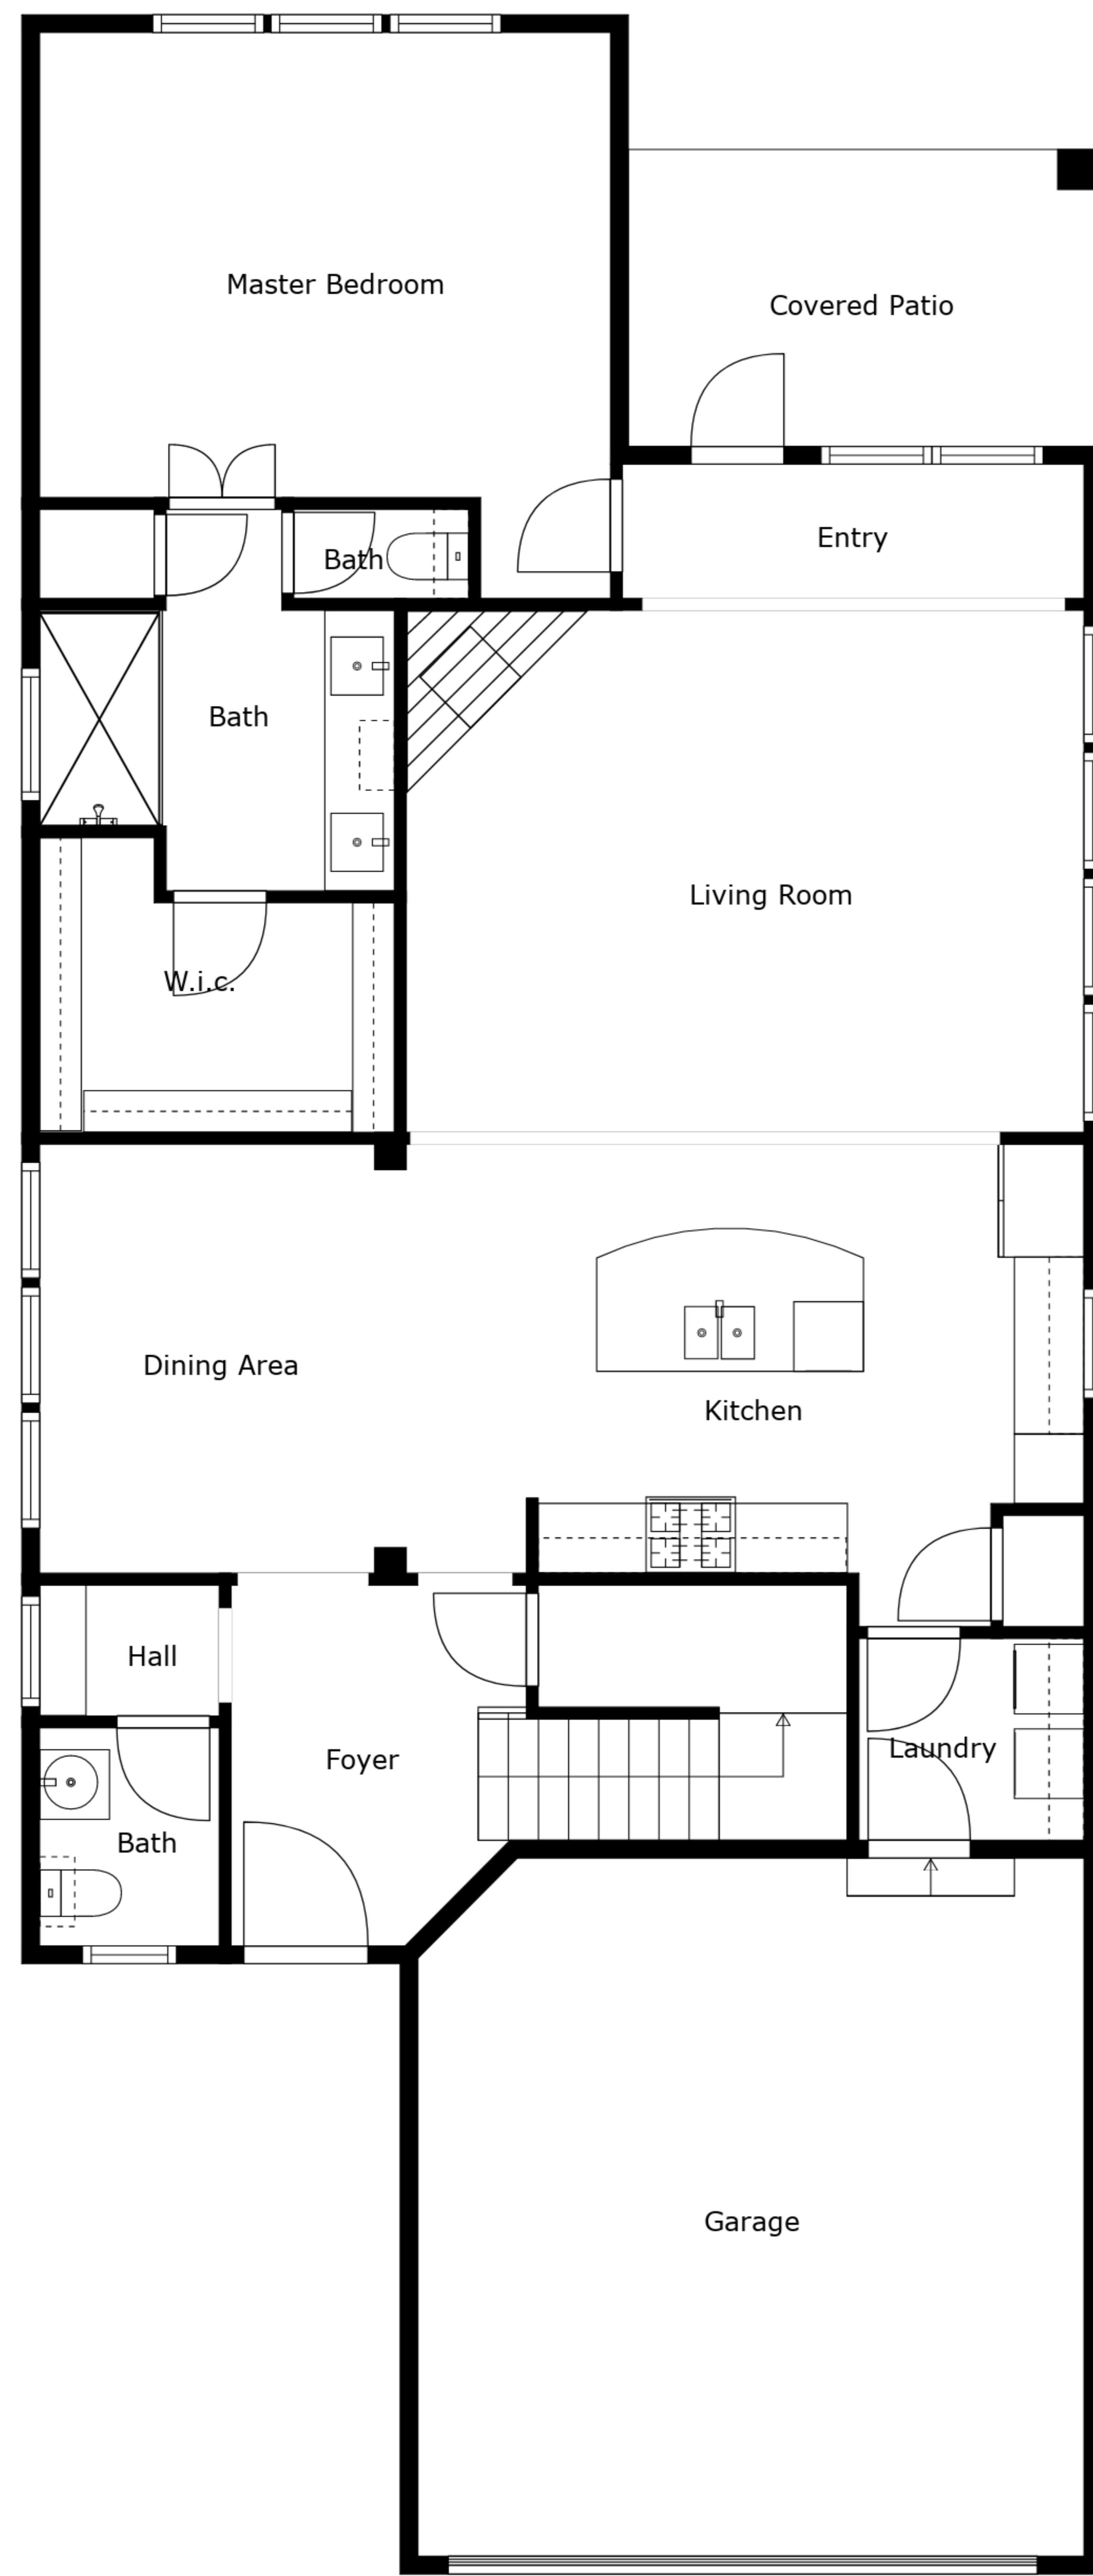 Master Bedroom
Covered Patio
Entry
Bath
Bath
Living Room
W.i.c.
Dining Area
Kitchen
Hall
Laundry
Foyer
Bath
Garage